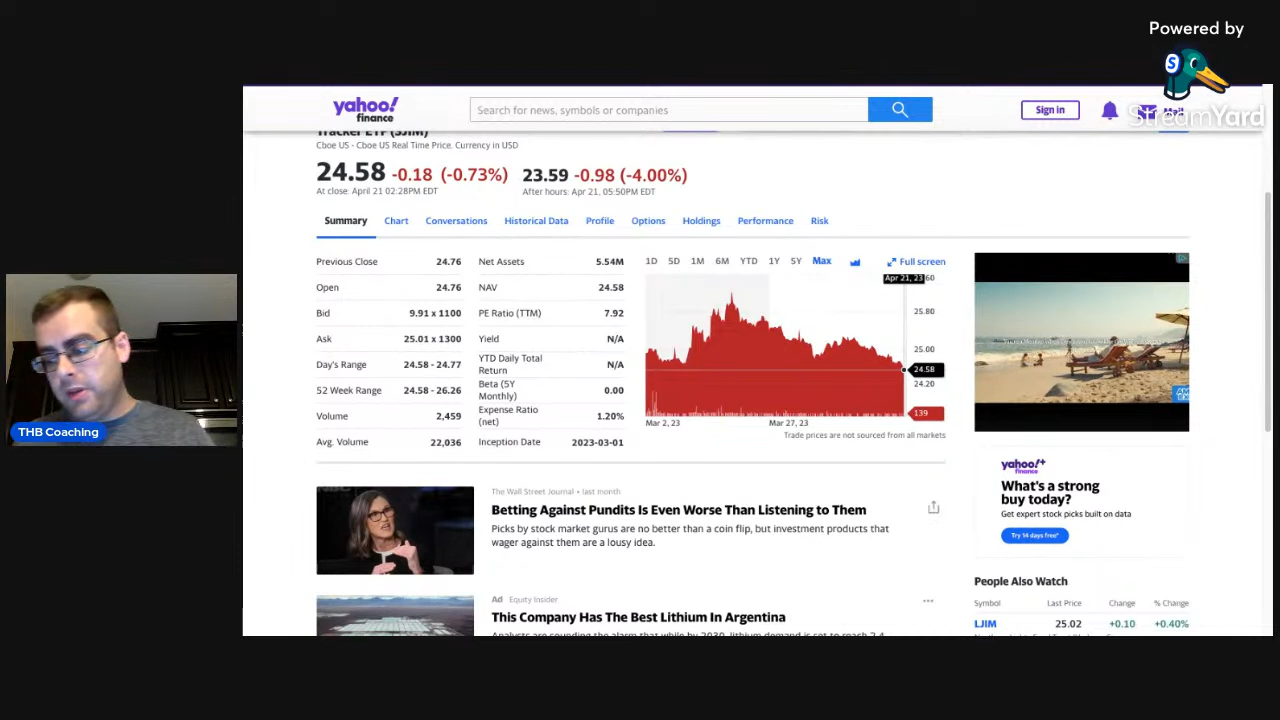 Powered by
StreamYard
yahoo!
finance
Search for news, symbols or companies
Sign in
Mail
Tracker ETF (SJIM)
Cboe US - Cboe US Real Time Price. Currency in USD
24.58 -0.18 (-0.73%) 23.59 -0.98 (-4.00%)
At close: April 21 02:28PM EDT After hours: Apr 21, 05:50PM EDT
Summary Chart Conversations Historical Data Profile Options Holdings Performance Risk
Previous Close 24.76
Open 24.76
Bid 9.91 x 1100
Ask 25.01 x 1300
Day's Range 24.58 - 24.77
52 Week Range 24.58 - 26.26
Volume 2,459
Avg. Volume 22,036
Net Assets 5.54M
NAV 24.58
PE Ratio (TTM) 7.92
Yield N/A
YTD Daily Total
Return N/A
Beta (5Y
Monthly) 0.00
Expense Ratio
(net) 1.20%
Inception Date 2023-03-01
1D 5D 1M 6M YTD 1Y 5Y Max Full screen
Apr 21, 23 60
25.80
25.00
24.58
24.20
139
Mar 2, 23 Mar 27, 23
Trade prices are not sourced from all markets
THB Coaching
The Wall Street Journal • last month
Betting Against Pundits Is Even Worse Than Listening to Them
Picks by stock market gurus are no better than a coin flip, but investment products that
wager against them are a lousy idea.
Ad Equity Insider
This Company Has The Best Lithium In Argentina
yahoo!+
finance
What's a strong
buy today?
Get expert stock picks built on data
Try 14 days free*
People Also Watch
Symbol Last Price Change % Change
LJIM 25.02 +0.10 +0.40%